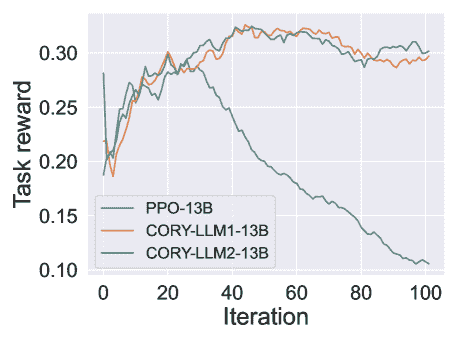 Task reward
0.30
0.25
0.20
0.15
0.10
PPO-13B
CORY-LLM1-13B
CORY-LLM2-13B
0
20
40
60
80
100
Iteration